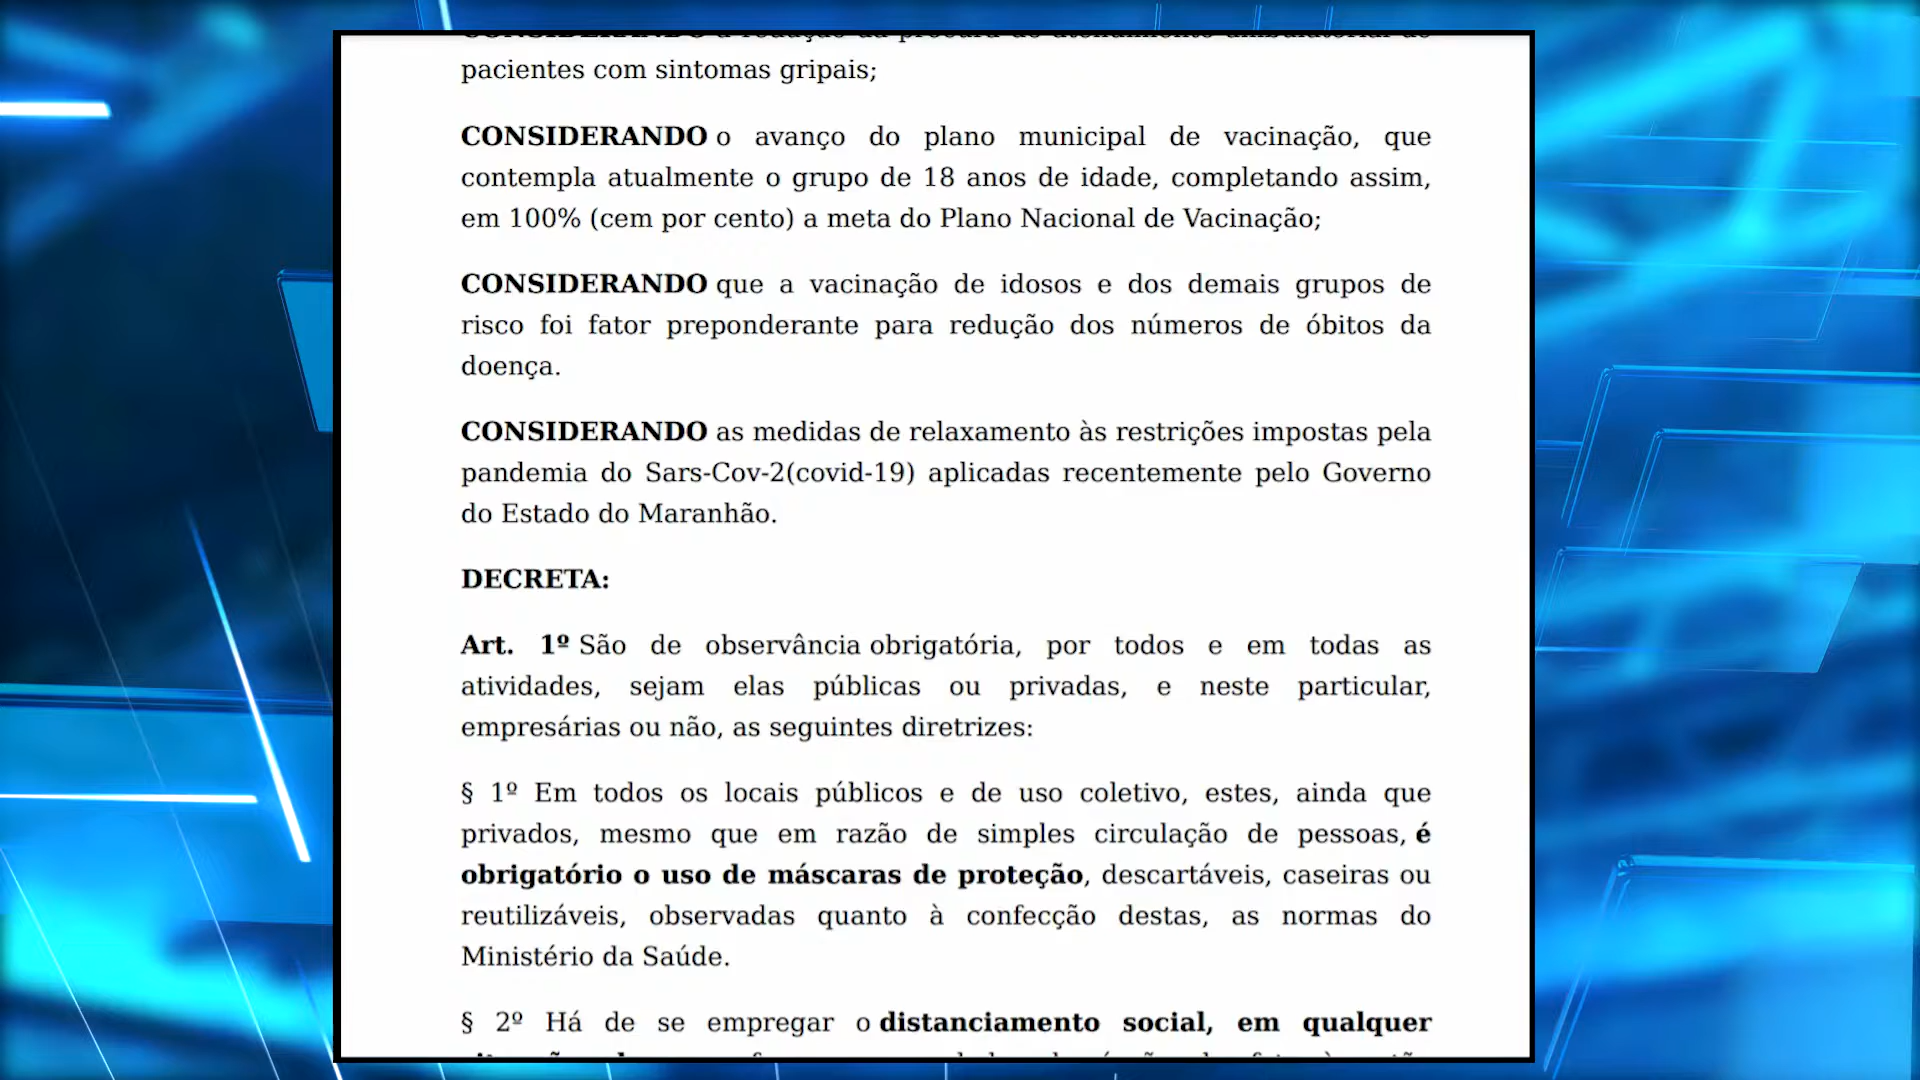 pacientes com sintomas gripais;
CONSIDERANDO o avanço do plano municipal de vacinação, que
contempla atualmente o grupo de 18 anos de idade, completando assim,
em 100% (cem por cento) a meta do Plano Nacional de Vacinação;
CONSIDERANDO que a vacinação de idosos e dos demais grupos de
risco foi fator preponderante para redução dos números de óbitos da
doença.
CONSIDERANDO as medidas de relaxamento às restrições impostas pela
pandemia do Sars-Cov-2(covid-19) aplicadas recentemente pelo Governo
do Estado do Maranhão.
DECRETA:
Art. 1º São de observância obrigatória, por todos e em todas as
atividades, sejam elas públicas ou privadas, e neste particular,
empresárias ou não, as seguintes diretrizes:
§ 1º Em todos os locais públicos e de uso coletivo, estes, ainda que
privados, mesmo que em razão de simples circulação de pessoas, é
obrigatório o uso de máscaras de proteção, descartáveis, caseiras ou
reutilizáveis, observadas quanto à confecção destas, as normas do
Ministério da Saúde.
§ 2º Há de se empregar o distanciamento social, em qualquer